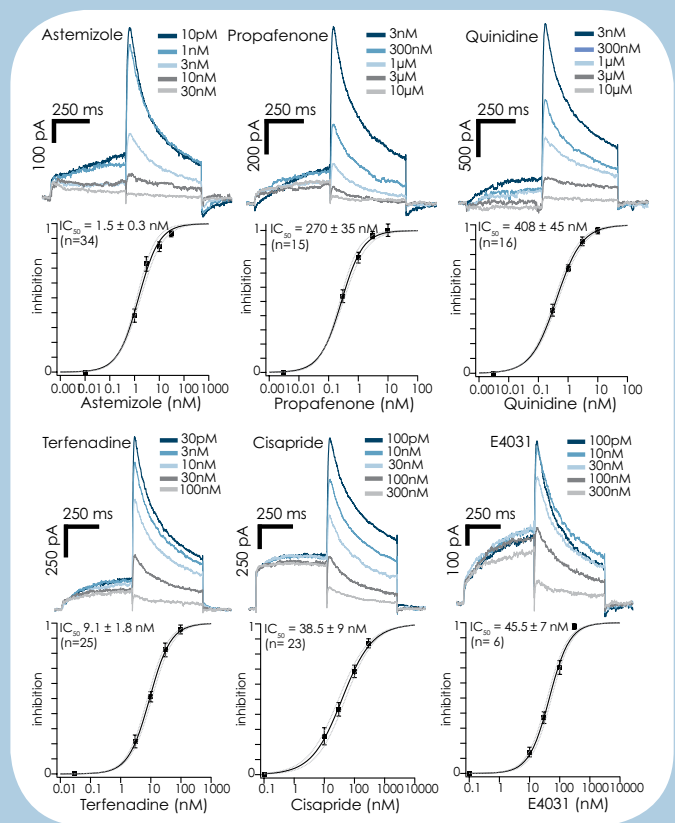 Astemizole
10pM
1nM
3nM
10nM
30nM
250 ms
100 pA
Propafenone
3nM
300nM
1µM
3µM
10µM
250 ms
200 pA
Quinidine
3nM
300nM
1µM
3µM
10µM
250 ms
500 pA
IC50 = 1.5 ± 0.3 nM
(n=34)
1
0
inhibition
0.001 0.01 0.1 1 10 100 1000
Astemizole (nM)
IC50 = 270 ± 35 nM
(n=15)
1
0
inhibition
0.001 0.01 0.1 1 10 100
Propafenone (nM)
IC50 = 408 ± 45 nM
(n=16)
1
0
inhibition
0.001 0.01 0.1 1 10 100
Quinidine (nM)
Terfenadine
30pM
3nM
10nM
30nM
100nM
250 ms
250 pA
Cisapride
100pM
10nM
30nM
100nM
300nM
250 ms
250 pA
E4031
100pM
10nM
30nM
100nM
300nM
250 ms
100 pA
IC50 9.1 ± 1.8 nM
(n=25)
1
0
inhibition
0.01 0.1 1 10 100 1000
Terfenadine (nM)
IC50 = 38.5 ± 9 nM
(n= 23)
1
0
inhibition
0.1 1 10 100 1000 10000
Cisapride (nM)
IC50 = 45.5 ± 7 nM
(n= 6)
1
0
inhibition
0.1 1 10 100 1000 10000
E4031 (nM)